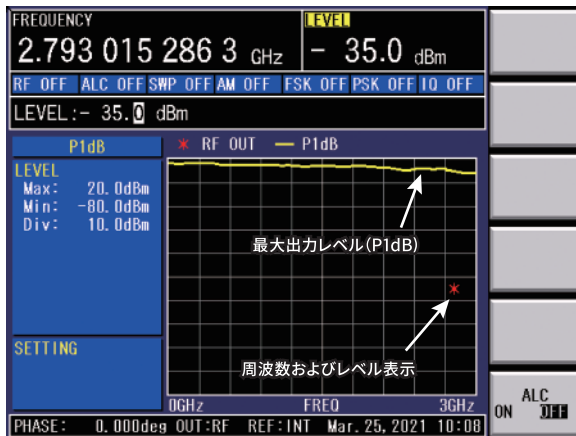 FREQUENCY
LEVEL
2.793 015 286 3 GHz
- 35.0 dBm
RF OFF ALC OFF SWP OFF AM OFF FSK OFF PSK OFF IQ OFF
LEVEL:- 35.0 dBm
P1dB
* RF OUT — P1dB
LEVEL
Max: 20.0dBm
Min: -80.0dBm
Div: 10.0dBm
最大出力レベル(P1dB)
周波数およびレベル表示
SETTING
0GHz FREQ 3GHz
ALC
ON OFF
PHASE: 0.000deg OUT:RF REF:INT Mar.25,2021 10:08